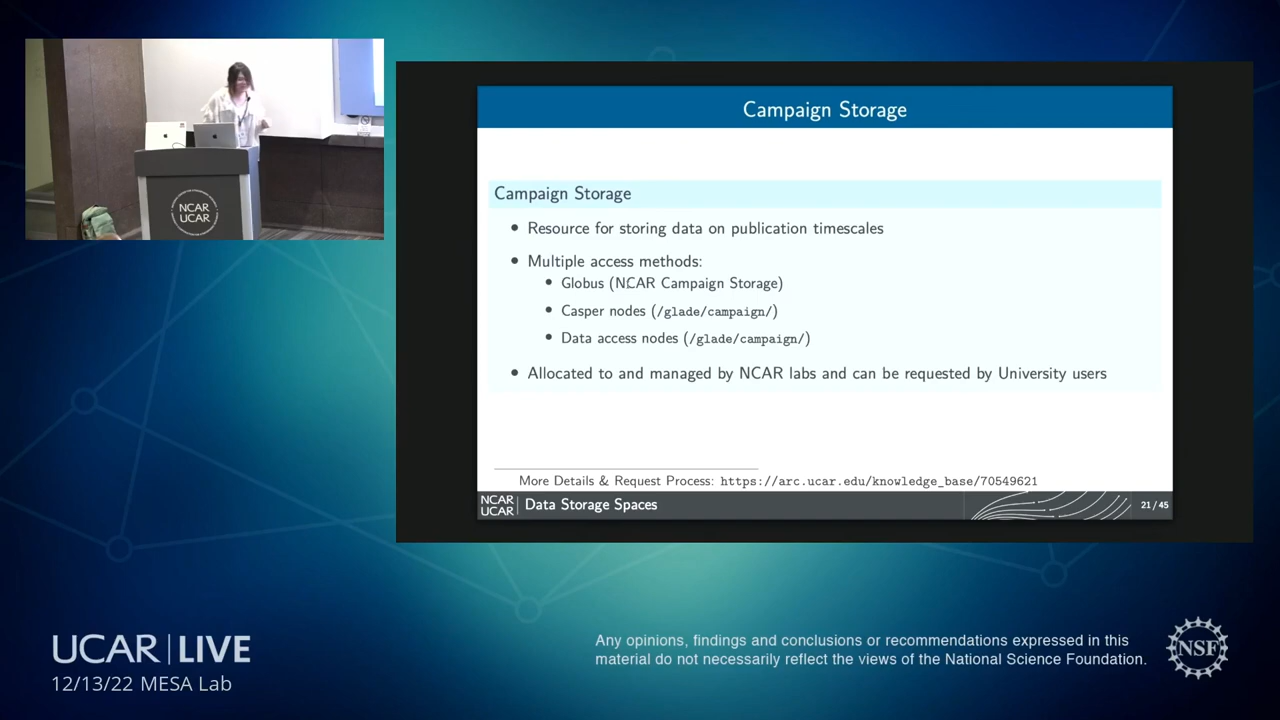 NCAR
UCAR
Campaign Storage
Campaign Storage
Resource for storing data on publication timescales
Multiple access methods:
Globus (NCAR Campaign Storage)
Casper nodes (/glade/campaign/)
Data access nodes (/glade/campaign/)
Allocated to and managed by NCAR labs and can be requested by University users
More Details & Request Process: https://arc.ucar.edu/knowledge_base/70549621
NCAR
UCAR
Data Storage Spaces
21 / 45
UCAR | LIVE
12/13/22 MESA Lab
Any opinions, findings and conclusions or recommendations expressed in this
material do not necessarily reflect the views of the National Science Foundation.
NSF